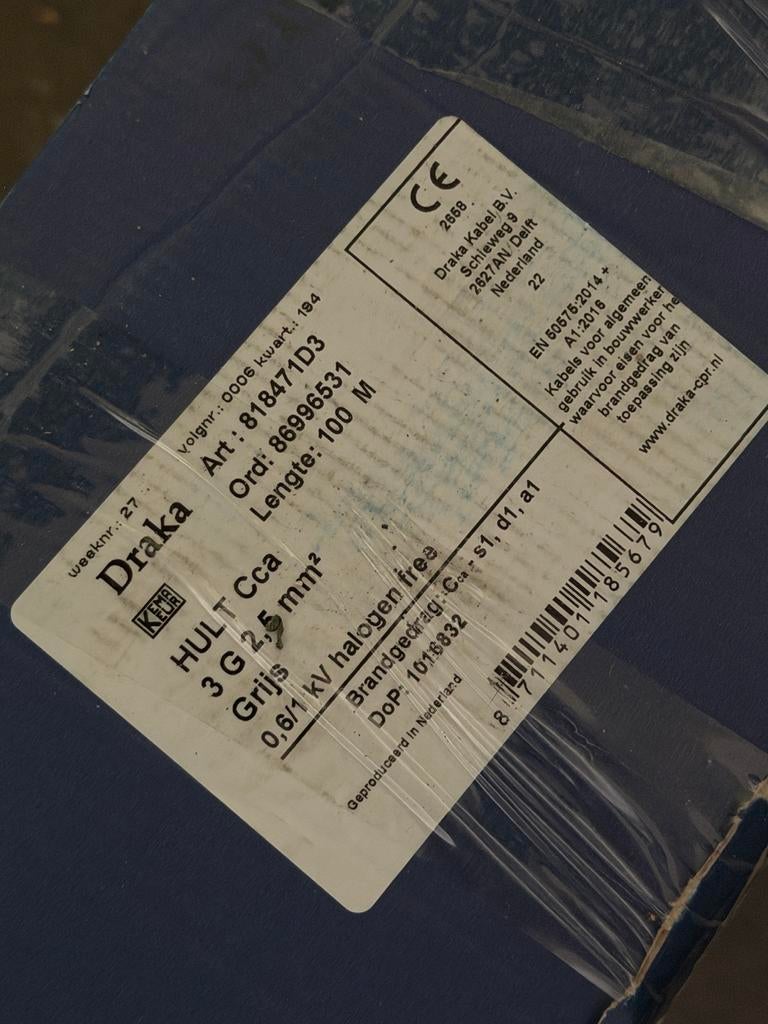 weeknr.: 27 volgnr.: 0006 kwart.: 194
Draka
KEMA
KEUR
Art : 818471D3
Ord: 86996531
Lengte: 100 M
HULT Cca
3 G 2,5 mm²
Grijs
0,6/1 kV halogen free
CE
2658
Draka Kabel B.V.
Schieweg 9
2627AN Delft
Nederland
22
EN 50575:2014 +
A1:2016
Kabels voor algemeen
gebruik in bouwwerken
waarvoor eisen voor he
brandgedrag van
toepassing zijn
www.draka-cpr.nl
Brandgedrag: Cca - s1, d1, a1
DoP: 1016832
Geproduceerd in Nederland
8 711401 185679